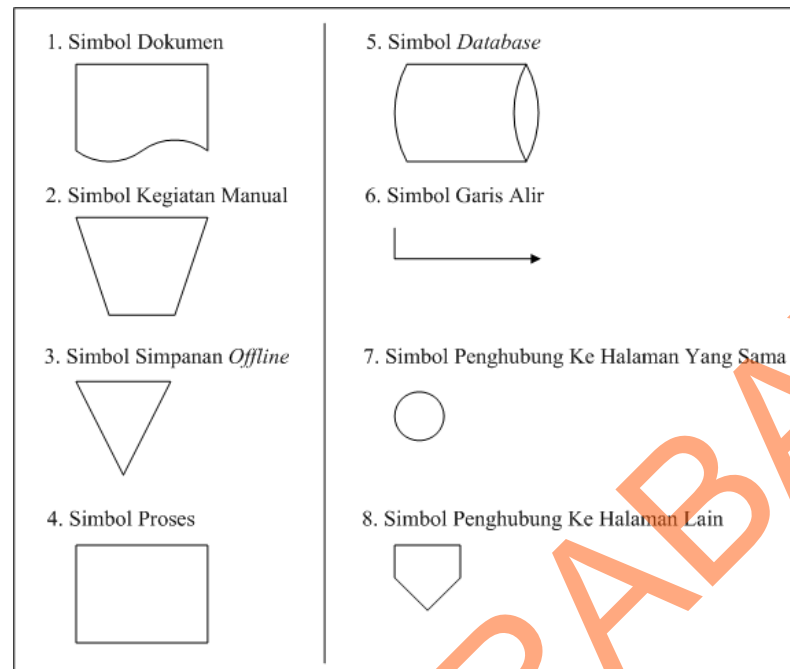 1. Simbol Dokumen
2. Simbol Kegiatan Manual
3. Simbol Simpanan Offline
4. Simbol Proses
5. Simbol Database
6. Simbol Garis Alir
7. Simbol Penghubung Ke Halaman Yang Sama
8. Simbol Penghubung Ke Halaman Lain